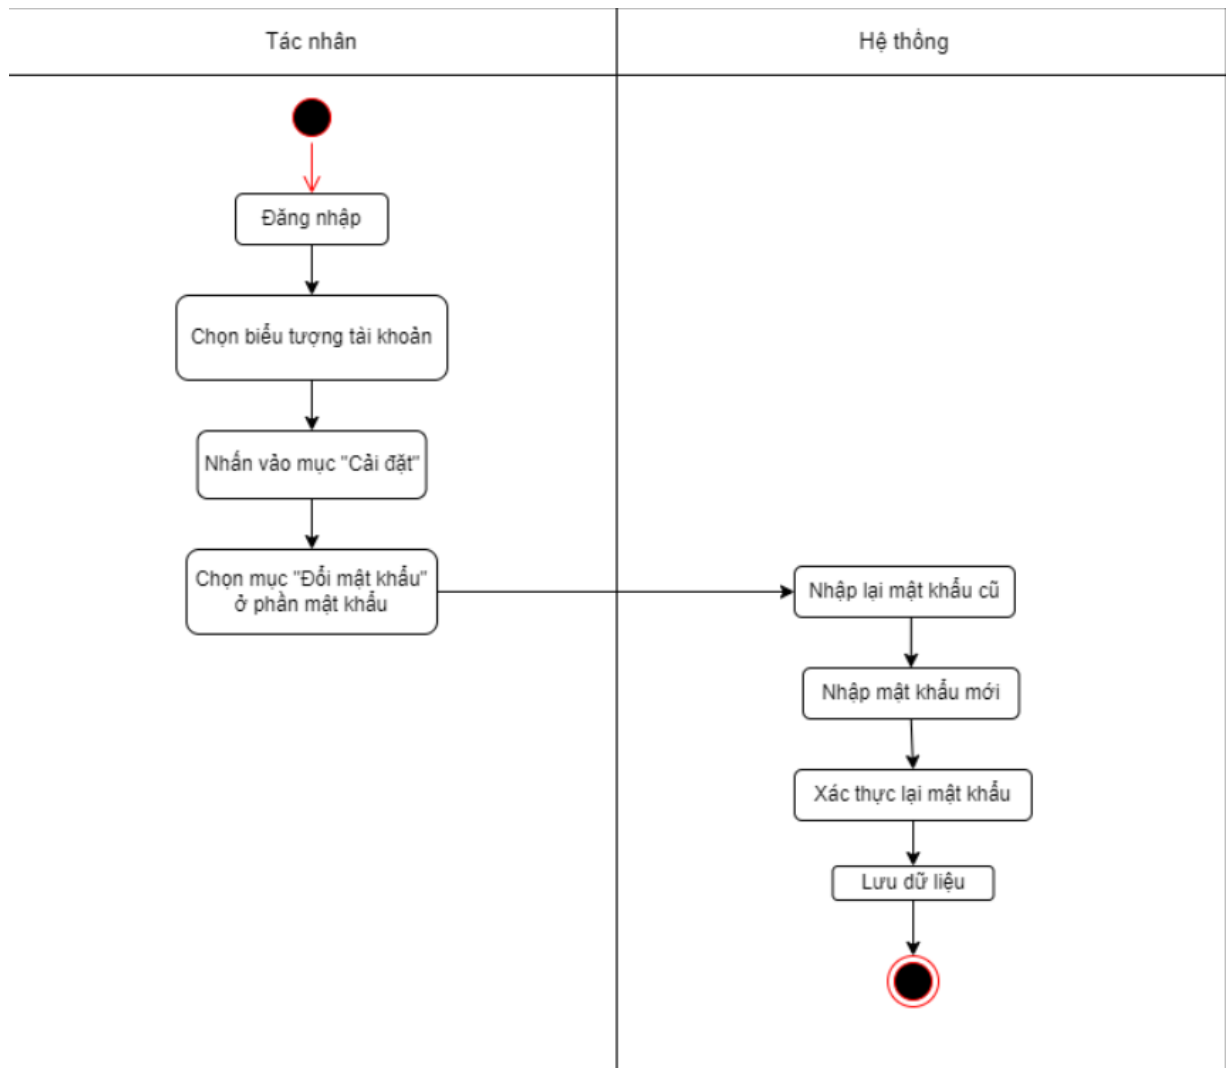 Tác nhân
Hệ thống
Đăng nhập
Chọn biểu tượng tài khoản
Nhấn vào mục "Cài đặt"
Chọn mục "Đổi mật khẩu"
ở phần mật khẩu
Nhập lại mật khẩu cũ
Nhập mật khẩu mới
Xác thực lại mật khẩu
Lưu dữ liệu